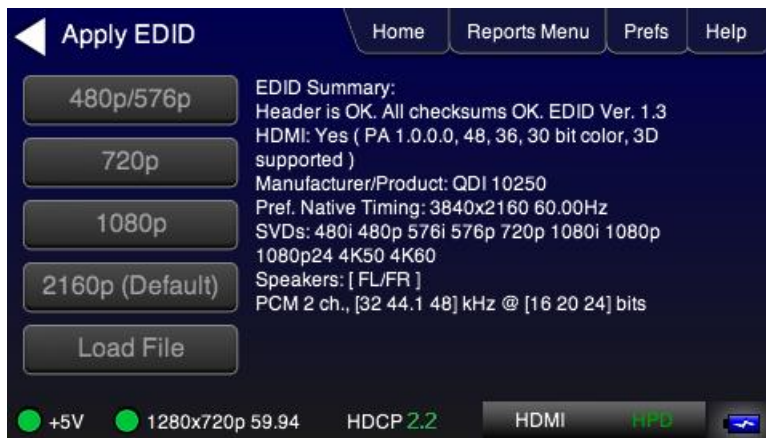 Apply EDID
Home
Reports Menu
Prefs
Help
480p/576p
720p
1080p
2160p (Default)
Load File
EDID Summary:
Header is OK. All checksums OK. EDID Ver. 1.3
HDMI: Yes ( PA 1.0.0.0, 48, 36, 30 bit color, 3D
supported )
Manufacturer/Product: QDI 10250
Pref. Native Timing: 3840x2160 60.00Hz
SVDs: 480i 480p 576i 576p 720p 1080i 1080p
1080p24 4K50 4K60
Speakers: [ FL/FR ]
PCM 2 ch., [32 44.1 48] kHz @ [16 20 24] bits
+5V
1280x720p 59.94
HDCP 2.2
HDMI
HPD